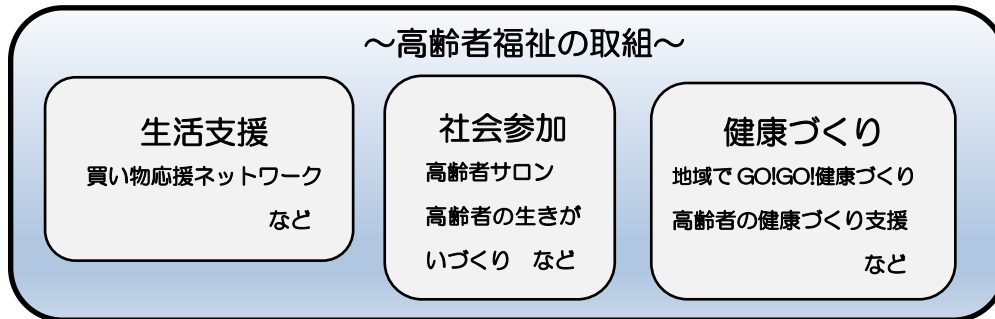 ～高齢者福祉の取組～
生活支援
買い物応援ネットワーク
など
社会参加
高齢者サロン
高齢者の生きが
いづくり　など
健康づくり
地域で GO!GO!健康づくり
高齢者の健康づくり支援
など